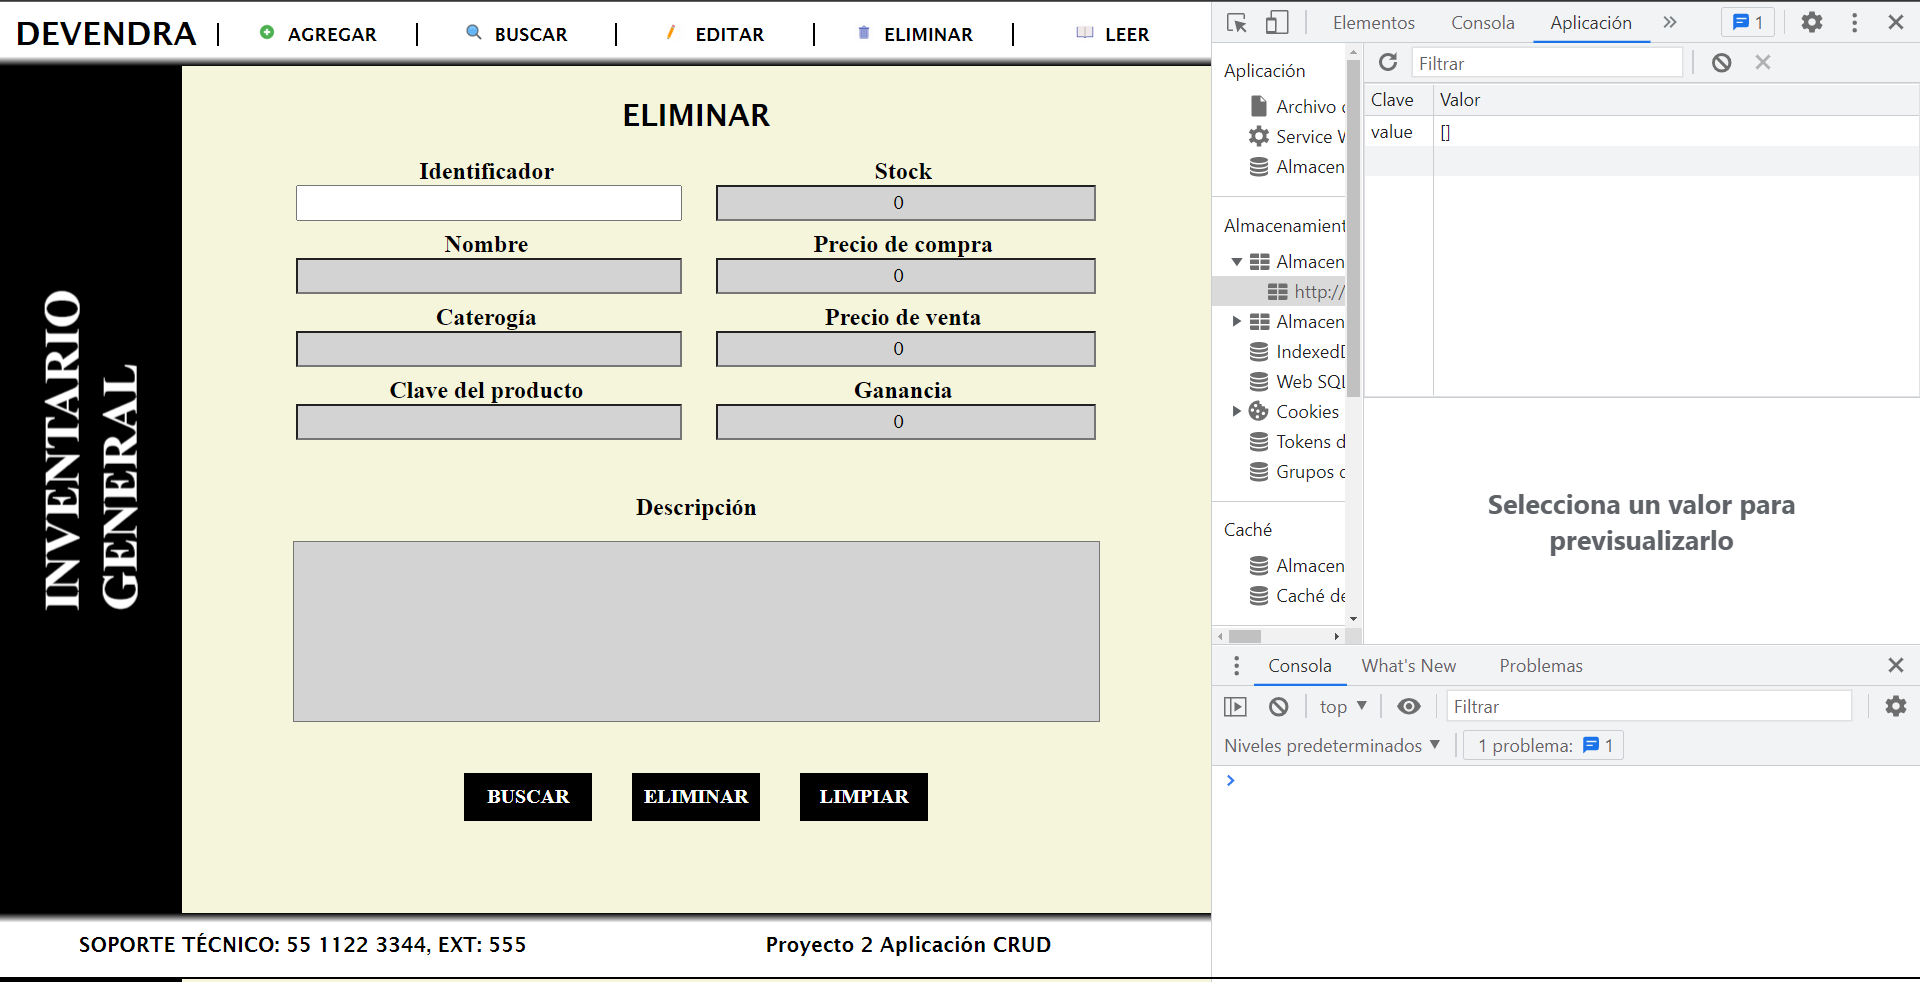 DEVENDRA
AGREGAR
BUSCAR
EDITAR
ELIMINAR
LEER
INVENTARIO
GENERAL
ELIMINAR
Identificador
Stock
0
Nombre
Precio de compra
0
Caterogía
Precio de venta
0
Clave del producto
Ganancia
0
Descripción
BUSCAR
ELIMINAR
LIMPIAR
SOPORTE TÉCNICO: 55 1122 3344, EXT: 555
Proyecto 2 Aplicación CRUD
Elementos
Consola
Aplicación
1
Filtrar
Aplicación
Archivo
Service W
Almacen
Almacenamient
Almacen
http://
Almacen
IndexedD
Web SQL
Cookies
Tokens d
Grupos
Caché
Almacen
Caché de
Clave Valor
value []
Selecciona un valor para
previsualizarlo
Consola
What's New
Problemas
top
Filtrar
Niveles predeterminados
1 problema: 1